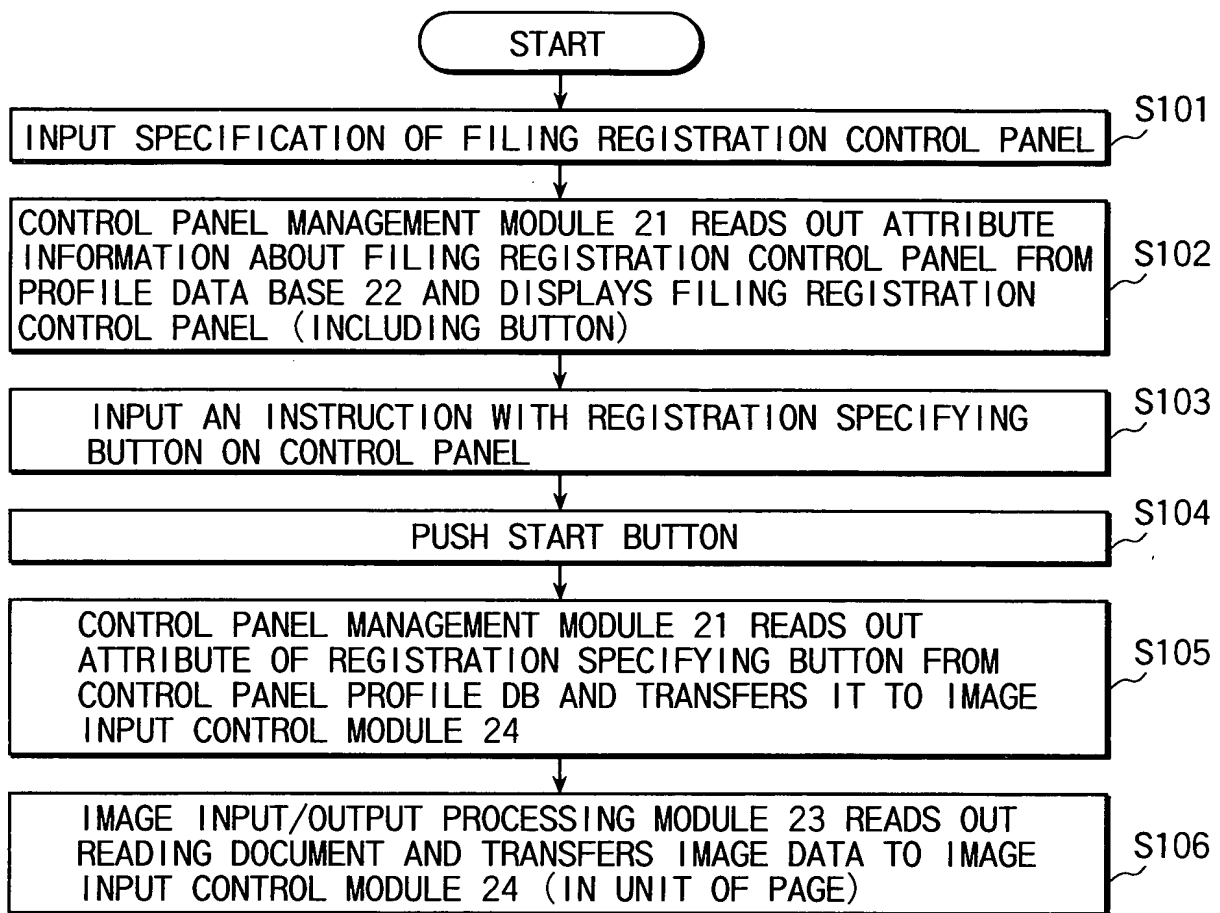 START
S101
INPUT SPECIFICATION OF FILING REGISTRATION CONTROL PANEL
CONTROL PANEL MANAGEMENT MODULE 21 READS OUT ATTRIBUTE
INFORMATION ABOUT FILING REGISTRATION CONTROL PANEL FROM
PROFILE DATA BASE 22 AND DISPLAYS FILING REGISTRATION
CONTROL PANEL (INCLUDING BUTTON)
S102
INPUT AN INSTRUCTION WITH REGISTRATION SPECIFYING
BUTTON ON CONTROL PANEL
S103
PUSH START BUTTON
S104
CONTROL PANEL MANAGEMENT MODULE 21 READS OUT
ATTRIBUTE OF REGISTRATION SPECIFYING BUTTON FROM
CONTROL PANEL PROFILE DB AND TRANSFERS IT TO IMAGE
INPUT CONTROL MODULE 24
S105
IMAGE INPUT/OUTPUT PROCESSING MODULE 23 READS OUT
READING DOCUMENT AND TRANSFERS IMAGE DATA TO IMAGE
INPUT CONTROL MODULE 24 (IN UNIT OF PAGE)
S106